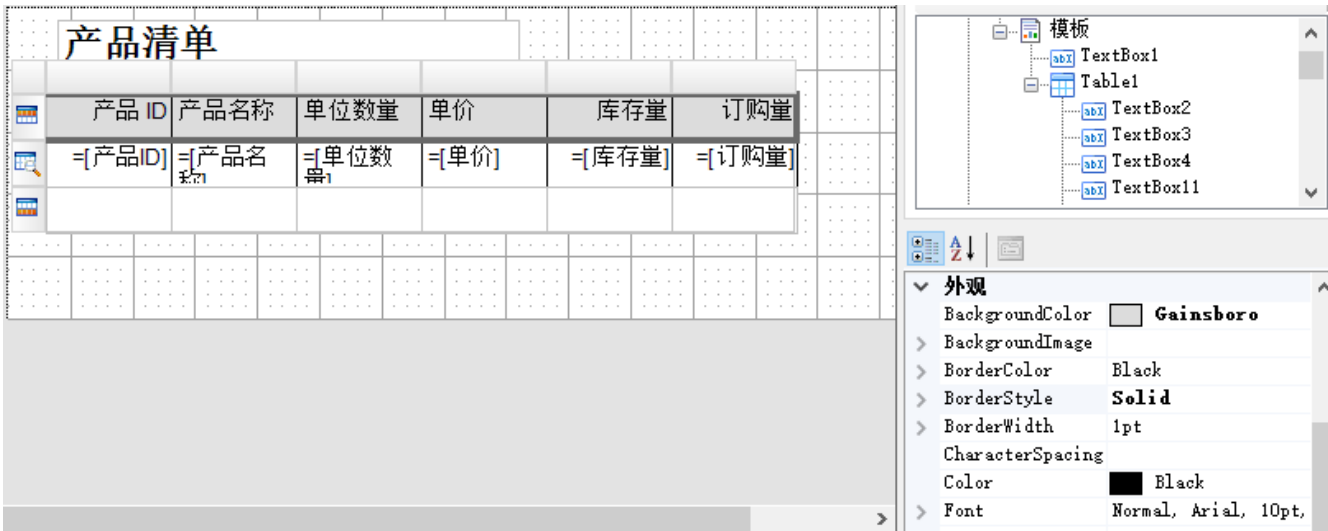 产品清单
产品 ID 产品名称 单位数量 单价 库存量 订购量
=[产品ID] =[产品名 =[单位数 =[单价] =[库存量] =[订购量]
称] 量]
模板
TextBox1
Table1
TextBox2
TextBox3
TextBox4
TextBox11
外观
BackgroundColor Gainsboro
BackgroundImage
BorderColor Black
BorderStyle Solid
BorderWidth 1pt
CharacterSpacing
Color Black
Font Normal, Arial, 10pt,